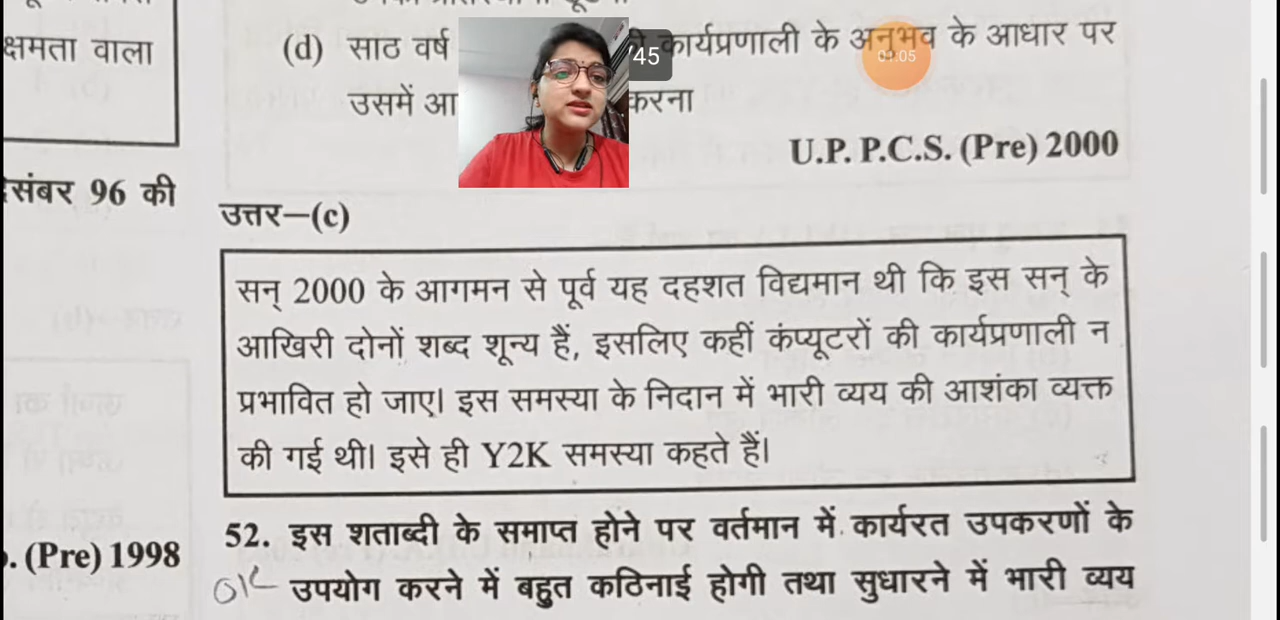 क्षमता वाला
(d) साठ वर्ष कार्यप्रणाली के अनुभव के आधार पर
/45
01:05
उसमें आ करना
U.P. P.C.S. (Pre) 2000
संबर 96 की
उत्तर–(c)
सन् 2000 के आगमन से पूर्व यह दहशत विद्यमान थी कि इस सन् के
आखिरी दोनों शब्द शून्य हैं, इसलिए कहीं कंप्यूटरों की कार्यप्रणाली न
प्रभावित हो जाए। इस समस्या के निदान में भारी व्यय की आशंका व्यक्त
की गई थी। इसे ही Y2K समस्या कहते हैं।
52. इस शताब्दी के समाप्त होने पर वर्तमान में कार्यरत उपकरणों के
. (Pre) 1998
उपयोग करने में बहुत कठिनाई होगी तथा सुधारने में भारी व्यय